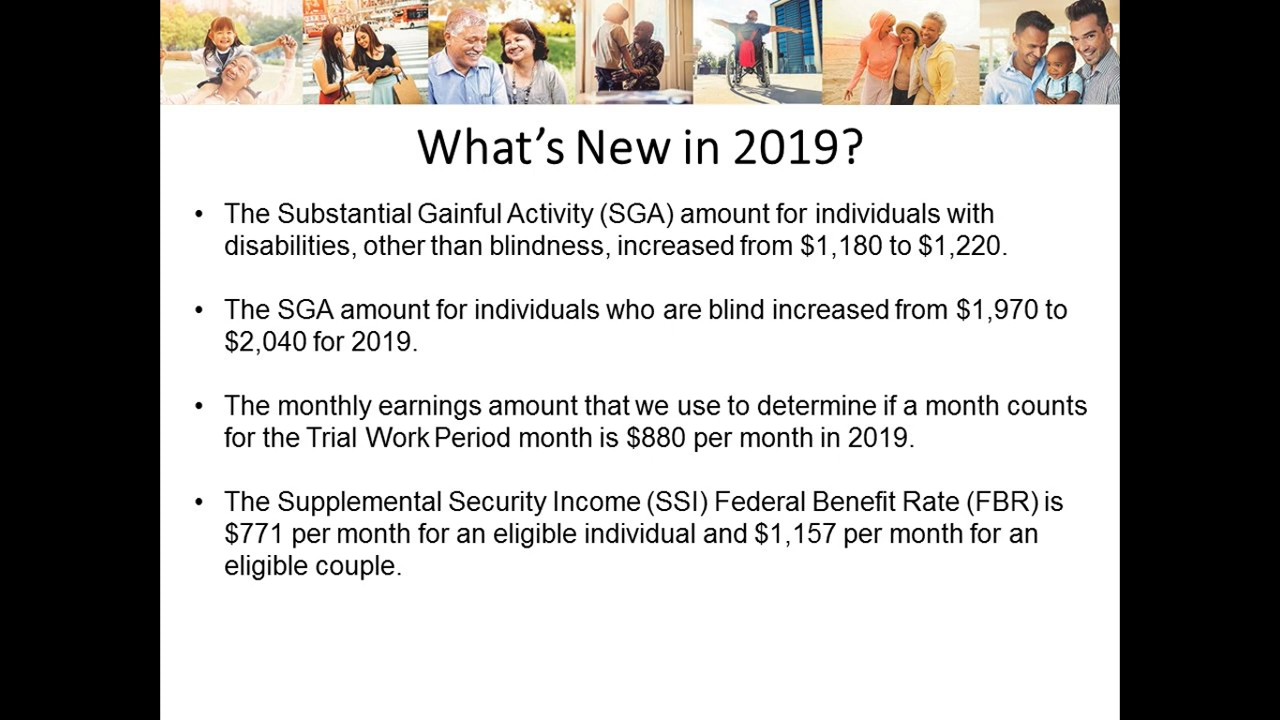 What's New in 2019?
• The Substantial Gainful Activity (SGA) amount for individuals with
disabilities, other than blindness, increased from $1,180 to $1,220.
• The SGA amount for individuals who are blind increased from $1,970 to
$2,040 for 2019.
• The monthly earnings amount that we use to determine if a month counts
for the Trial Work Period month is $880 per month in 2019.
• The Supplemental Security Income (SSI) Federal Benefit Rate (FBR) is
$771 per month for an eligible individual and $1,157 per month for an
eligible couple.